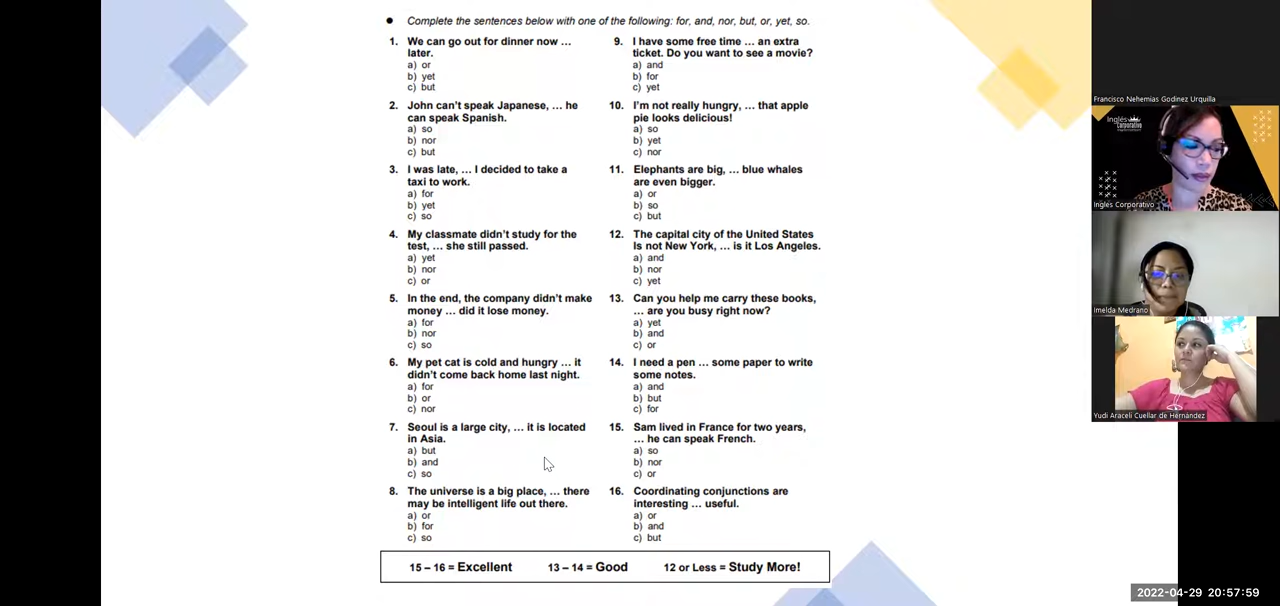 Complete the sentences below with one of the following: for, and, nor, but, or, yet, so.
1. We can go out for dinner now ...
later.
a) or
b) yet
c) but
2. John can't speak Japanese, ... he
can speak Spanish.
a) so
b) nor
c) but
3. I was late, ... I decided to take a
taxi to work.
a) for
b) yet
c) so
4. My classmate didn't study for the
test, ... she still passed.
a) yet
b) nor
c) or
5. In the end, the company didn't make
money ... did it lose money.
a) for
b) nor
c) so
6. My pet cat is cold and hungry ... it
didn't come back home last night.
a) for
b) or
c) nor
7. Seoul is a large city, ... it is located
in Asia.
a) but
b) and
c) so
8. The universe is a big place, ... there
may be intelligent life out there.
a) or
b) for
c) so
9. I have some free time ... an extra
ticket. Do you want to see a movie?
a) and
b) for
c) yet
10. I'm not really hungry, ... that apple
pie looks delicious!
a) so
b) yet
c) nor
11. Elephants are big, ... blue whales
are even bigger.
a) or
b) so
c) but
12. The capital city of the United States
Is not New York, ... is it Los Angeles.
a) and
b) nor
c) yet
13. Can you help me carry these books,
... are you busy right now?
a) yet
b) and
c) or
14. I need a pen ... some paper to write
some notes.
a) and
b) but
c) for
15. Sam lived in France for two years,
... he can speak French.
a) so
b) nor
c) or
16. Coordinating conjunctions are
interesting ... useful.
a) or
b) and
c) but
15 – 16 = Excellent 13 – 14 = Good 12 or Less = Study More!
Francisco Nehemias Godinez Urquilla
Inglés
Corporativo
Inglés Corporativo
imelda Medrano
Yudi Araceli Cuellar de Hernández
2022-04-29 20:57:59